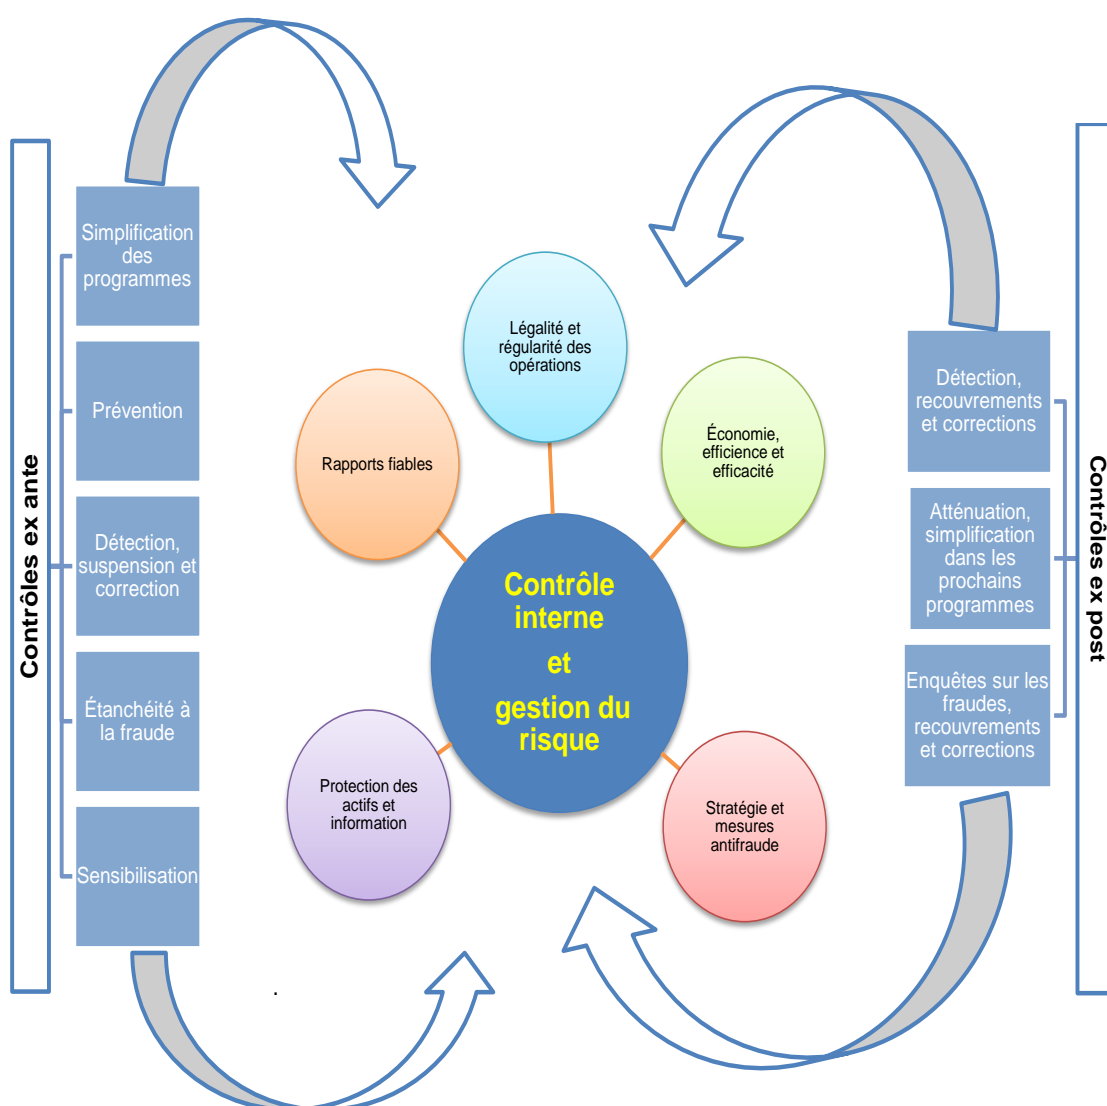 Contrôles ex ante
Simplification
des
programmes
Prévention
Détection,
suspension et
correction
Étanchéité à
la fraude
Sensibilisation
Légalité et
régularité des
opérations
Rapports fiables
Économie,
efficience et
efficacité
Contrôle
interne
et
gestion du
risque
Protection des
actifs et
information
Stratégie et
mesures
antifraude
.
Détection,
recouvrements
et corrections
Atténuation,
simplification
dans les
prochains
programmes
Enquêtes sur les
fraudes,
recouvrements
et corrections
Contrôles ex post